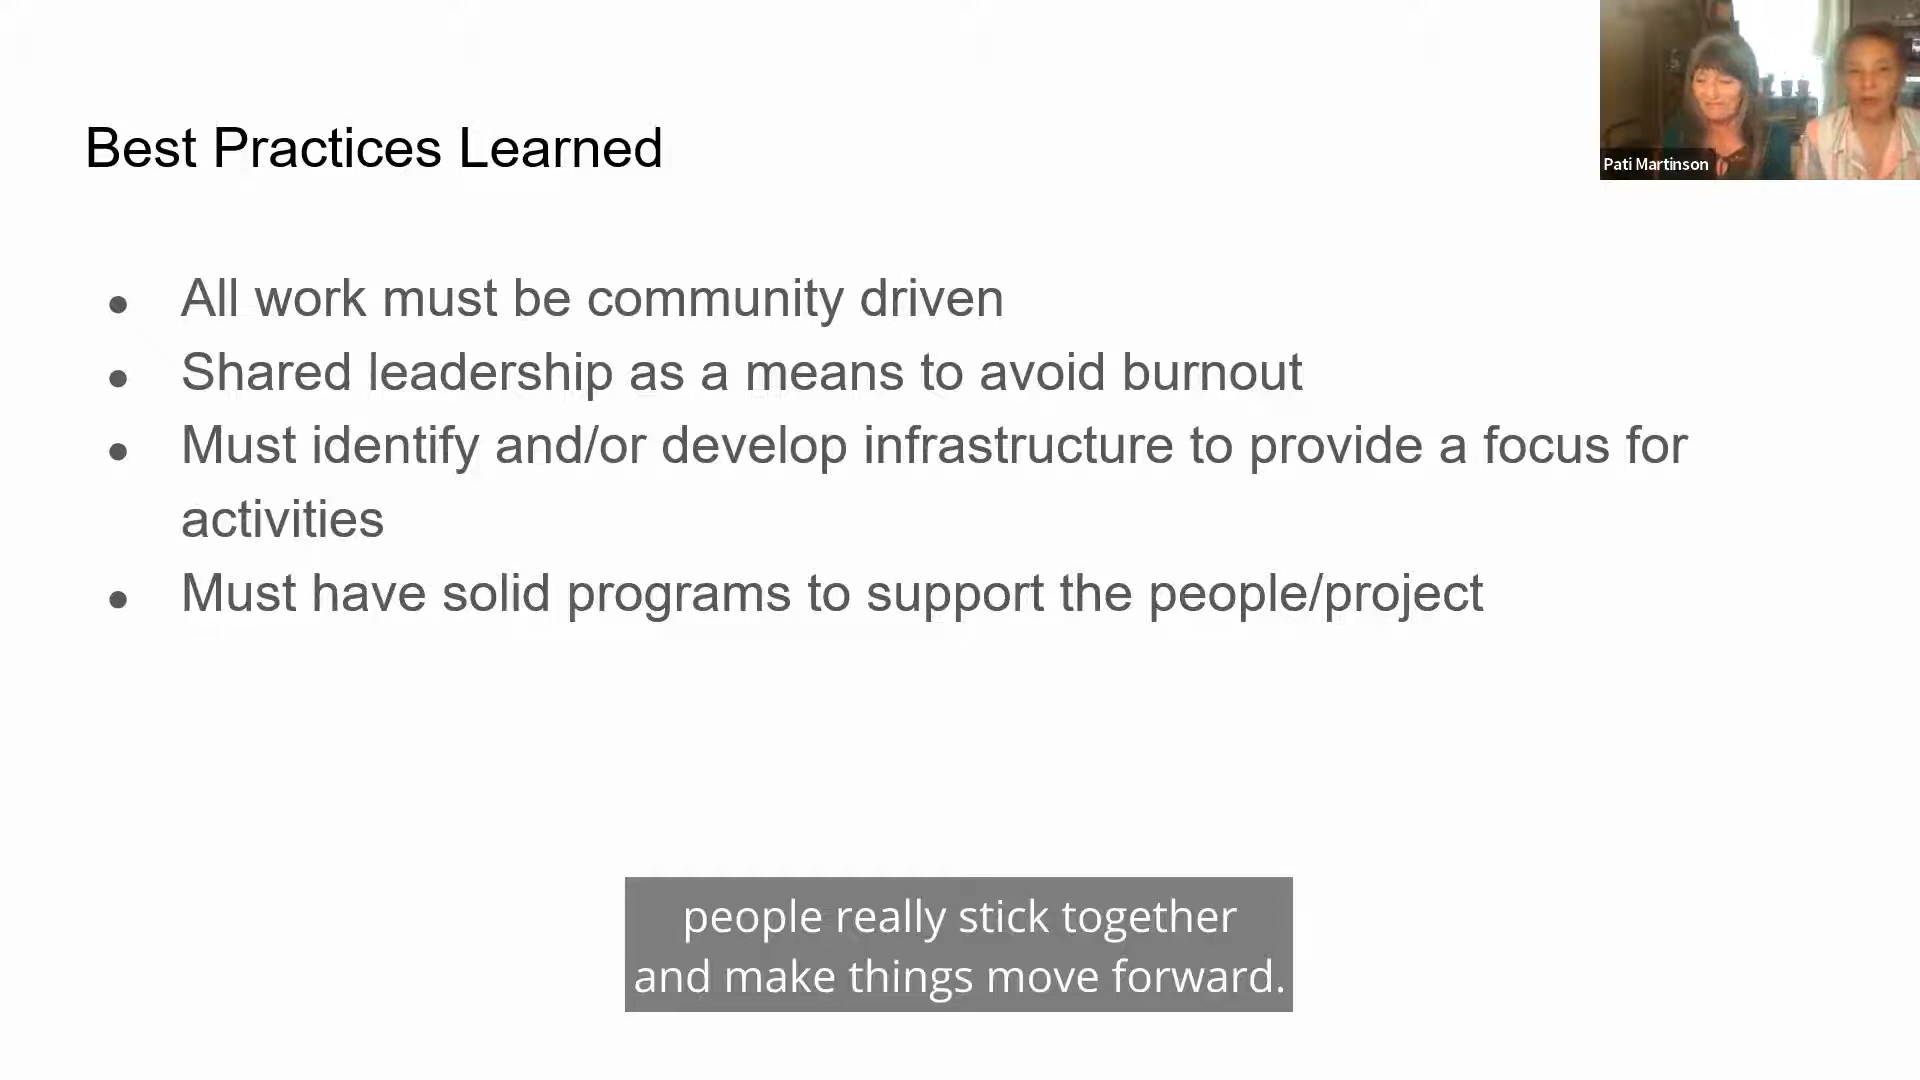 Best Practices Learned
Pati Martinson
● All work must be community driven
● Shared leadership as a means to avoid burnout
● Must identify and/or develop infrastructure to provide a focus for
activities
● Must have solid programs to support the people/project
people really stick together
and make things move forward.